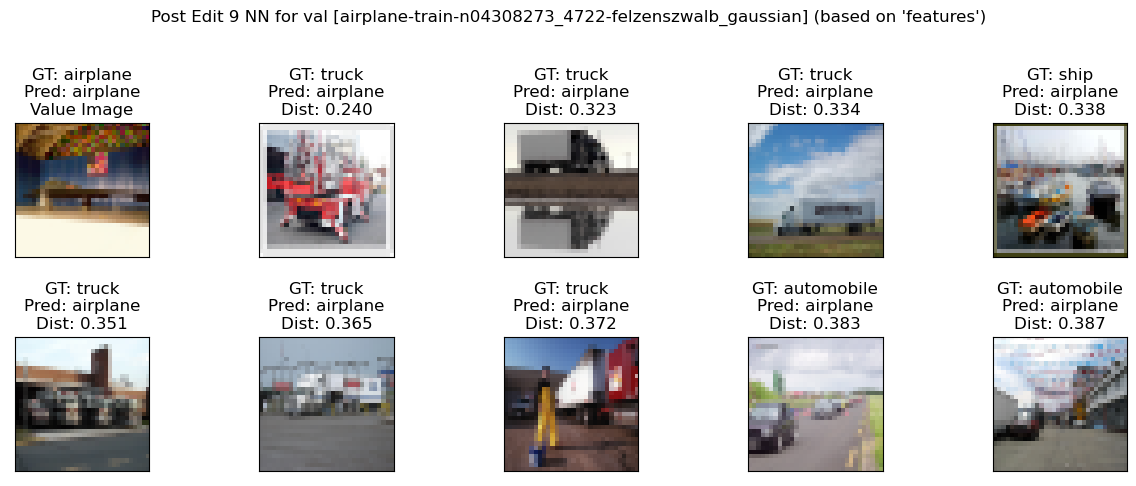 Post Edit 9 NN for val [airplane-train-n04308273_4722-felzenszwalb_gaussian] (based on 'features')
GT: airplane
Pred: airplane
Value Image
GT: truck
Pred: airplane
Dist: 0.240
GT: truck
Pred: airplane
Dist: 0.323
GT: truck
Pred: airplane
Dist: 0.334
GT: ship
Pred: airplane
Dist: 0.338
GT: truck
Pred: airplane
Dist: 0.351
GT: truck
Pred: airplane
Dist: 0.365
GT: truck
Pred: airplane
Dist: 0.372
GT: automobile
Pred: airplane
Dist: 0.383
GT: automobile
Pred: airplane
Dist: 0.387